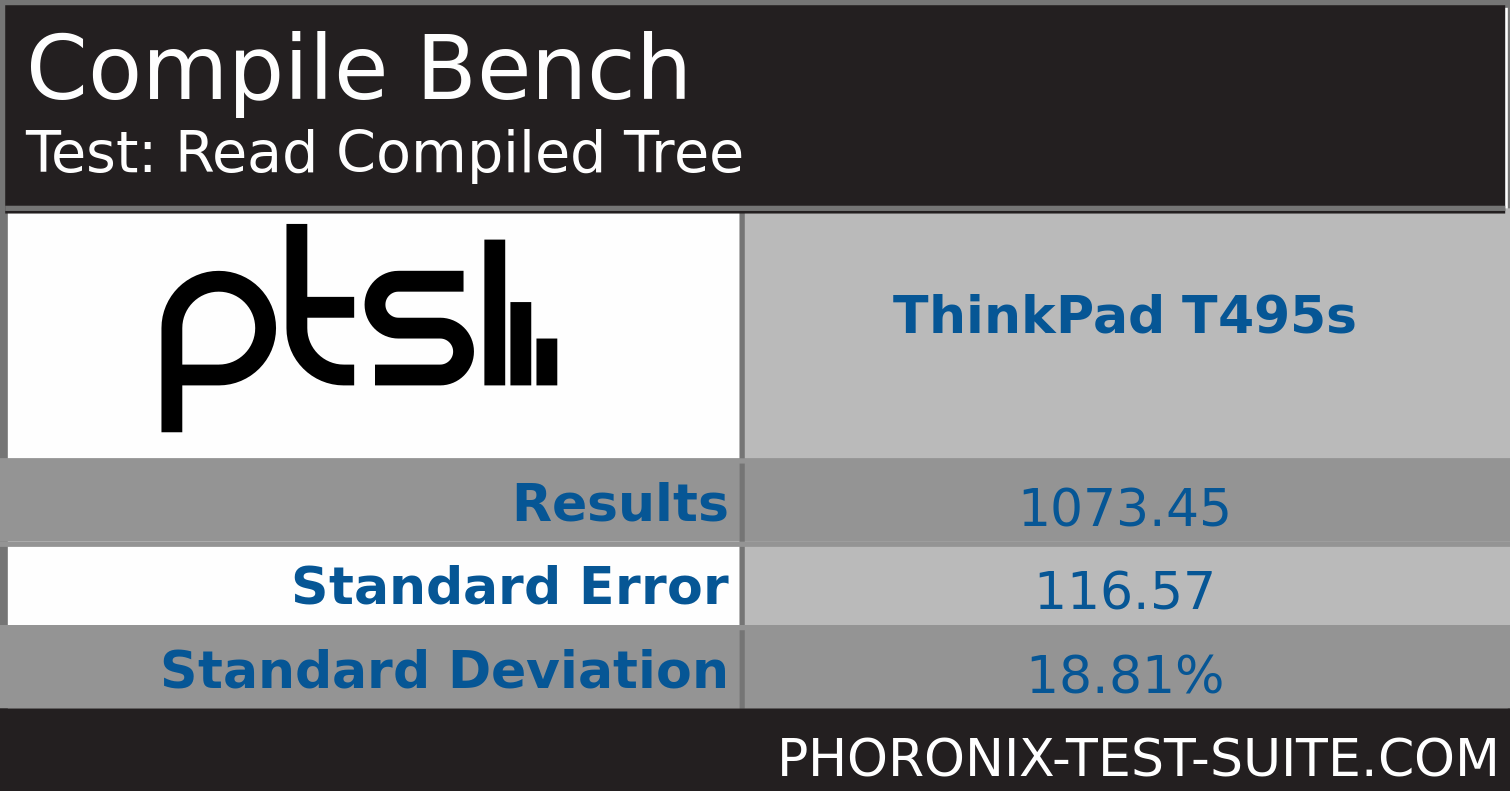 Compile Bench
Test: Read Compiled Tree
pts
ThinkPad T495s
Results 1073.45
Standard Error 116.57
Standard Deviation 18.81%
PHORONIX-TEST-SUITE.COM